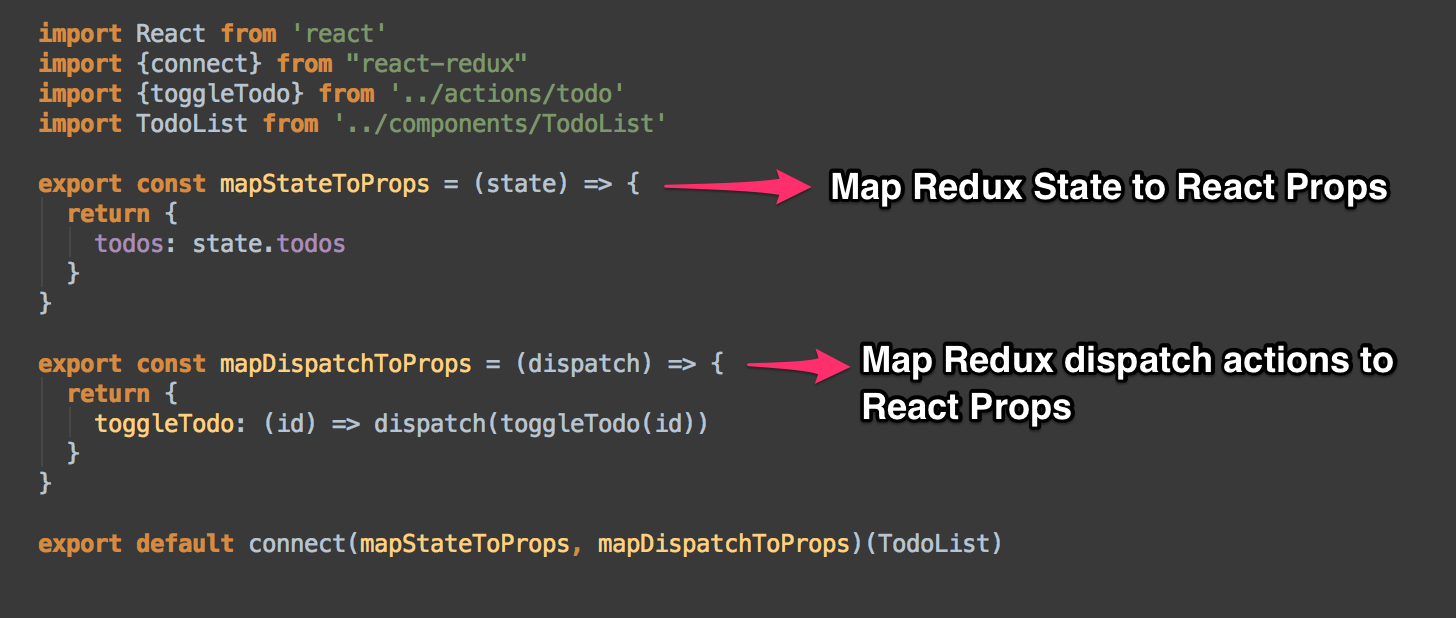 import React from 'react'
import {connect} from "react-redux"
import {toggleTodo} from '../actions/todo'
import TodoList from '../components/TodoList'
export const mapStateToProps = (state) => {
Map Redux State to React Props
  return {
    todos: state.todos
  }
}
export const mapDispatchToProps = (dispatch) => {
Map Redux dispatch actions to
React Props
  return {
    toggleTodo: (id) => dispatch(toggleTodo(id))
  }
}
export default connect(mapStateToProps, mapDispatchToProps)(TodoList)